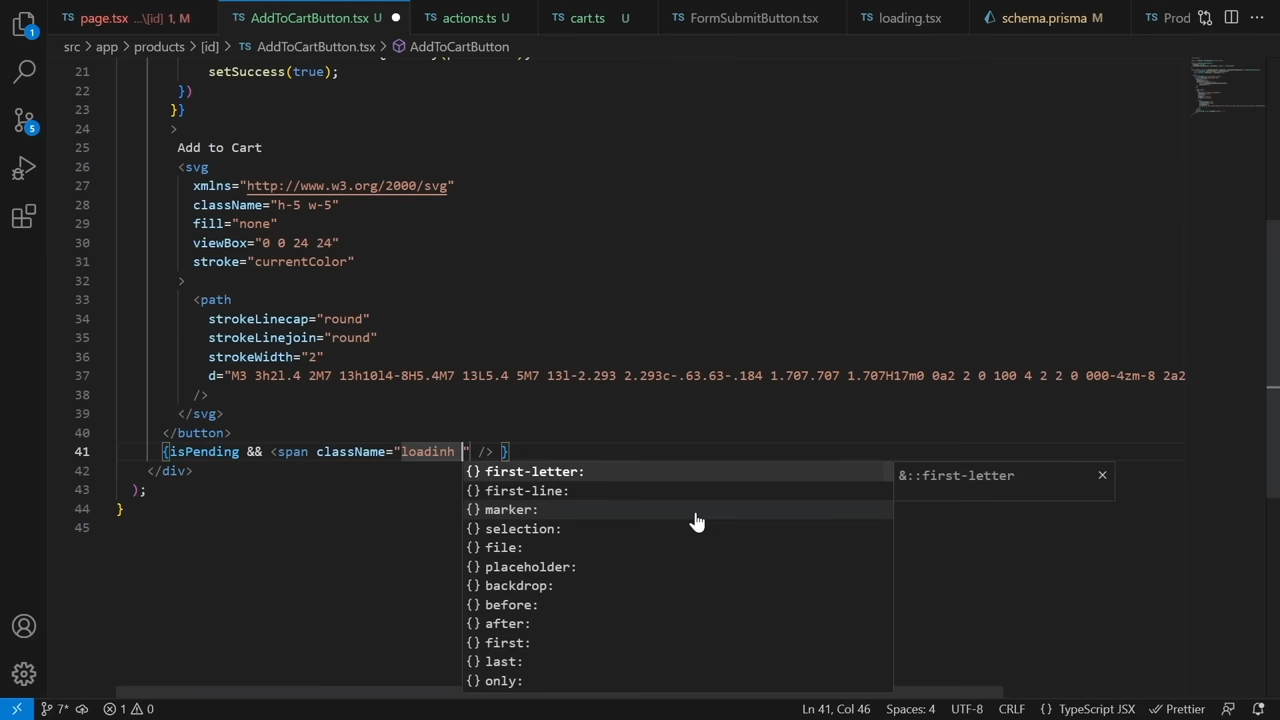 page.tsx ...\[id] 1, M
AddToCartButton.tsx U
actions.ts U
cart.ts U
FormSubmitButton.tsx
loading.tsx
schema.prisma M
Prod
src > app > products > [id] > AddToCartButton.tsx > AddToCartButton
21 setSuccess(true);
22 })
23 }}
24 >
25 Add to Cart
26 <svg
27 xmlns="http://www.w3.org/2000/svg"
28 className="h-5 w-5"
29 fill="none"
30 viewBox="0 0 24 24"
31 stroke="currentColor"
32 >
33 <path
34 strokeLinecap="round"
35 strokeLinejoin="round"
36 strokeWidth="2"
37 d="M3 3h2l.4 2M7 13h10l4-8H5.4M7 13L5.4 5M7 13l-2.293 2.293c-.63.63-.184 1.707.707 1.707H17m0 0a2 2 0 100 4 2 2 0 000-4zm-8 2a2
38 />
39 </svg>
40 </button>
41 {isPending && <span className="loadinh " /> }
42 </div>
43 );
44 }
45
{} first-letter:
&::first-letter
{} first-line:
{} marker:
{} selection:
{} file:
{} placeholder:
{} backdrop:
{} before:
{} after:
{} first:
{} last:
{} only:
1
5
7* 1 0 Ln 41, Col 46 Spaces: 4 UTF-8 CRLF {} TypeScript JSX Prettier